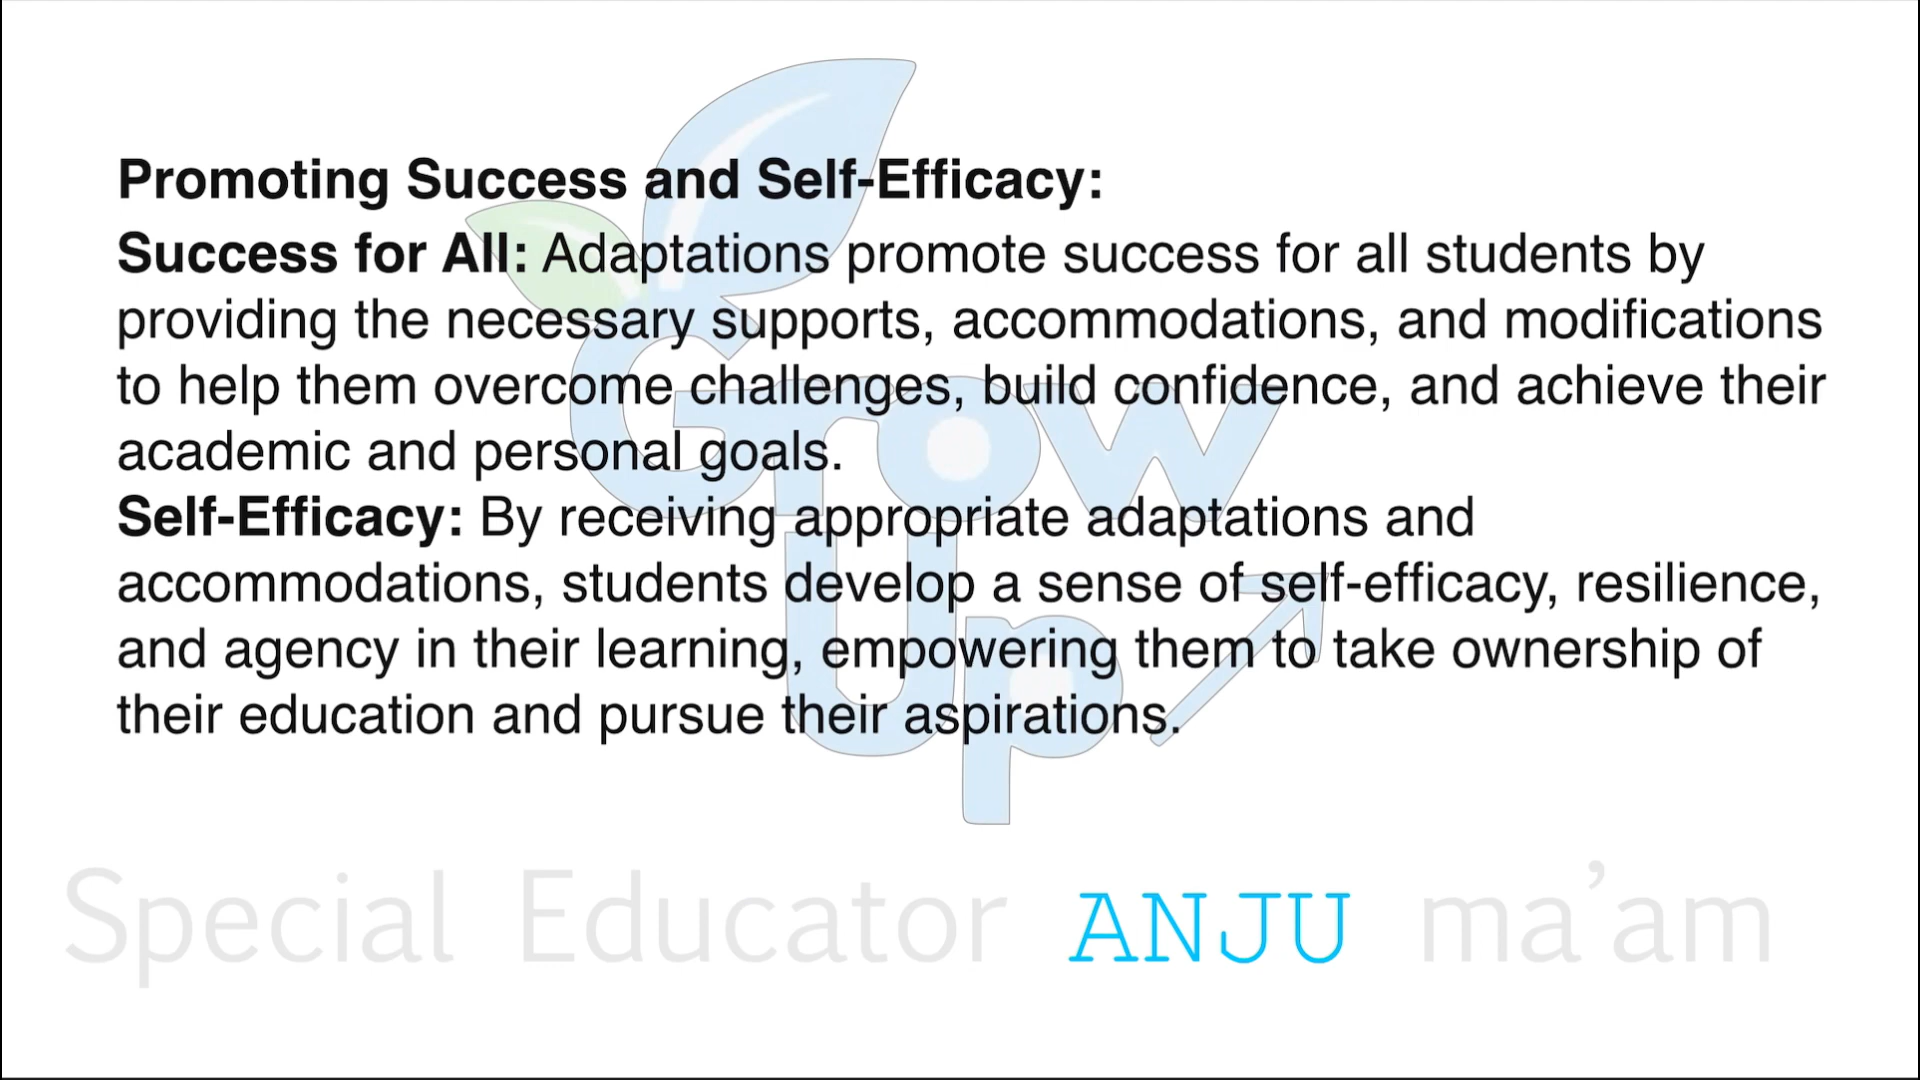 Promoting Success and Self-Efficacy:
Success for All: Adaptations promote success for all students by
providing the necessary supports, accommodations, and modifications
to help them overcome challenges, build confidence, and achieve their
academic and personal goals.
Self-Efficacy: By receiving appropriate adaptations and
accommodations, students develop a sense of self-efficacy, resilience,
and agency in their learning, empowering them to take ownership of
their education and pursue their aspirations.
Grow
Up
Special Educator ANJU ma’am